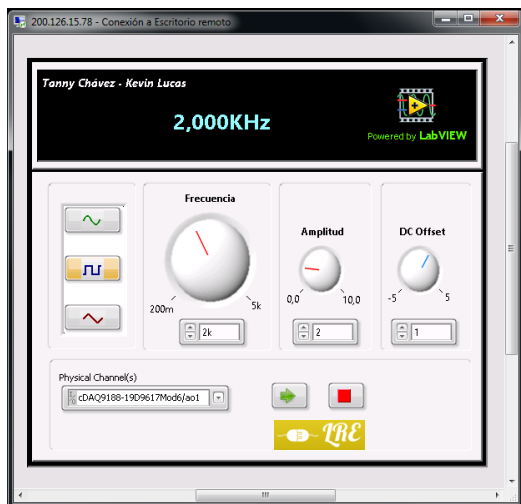 200.126.15.78 - Conexión a Escritorio remoto
Tanny Chávez - Kevin Lucas
2,000KHz
Powered by LabVIEW
Frecuencia
200m
5k
2k
Amplitud
0,0
10,0
2
DC Offset
-5
5
1
Physical Channel(s)
cDAQ9188-19D9617Mod6/ao1
LRE